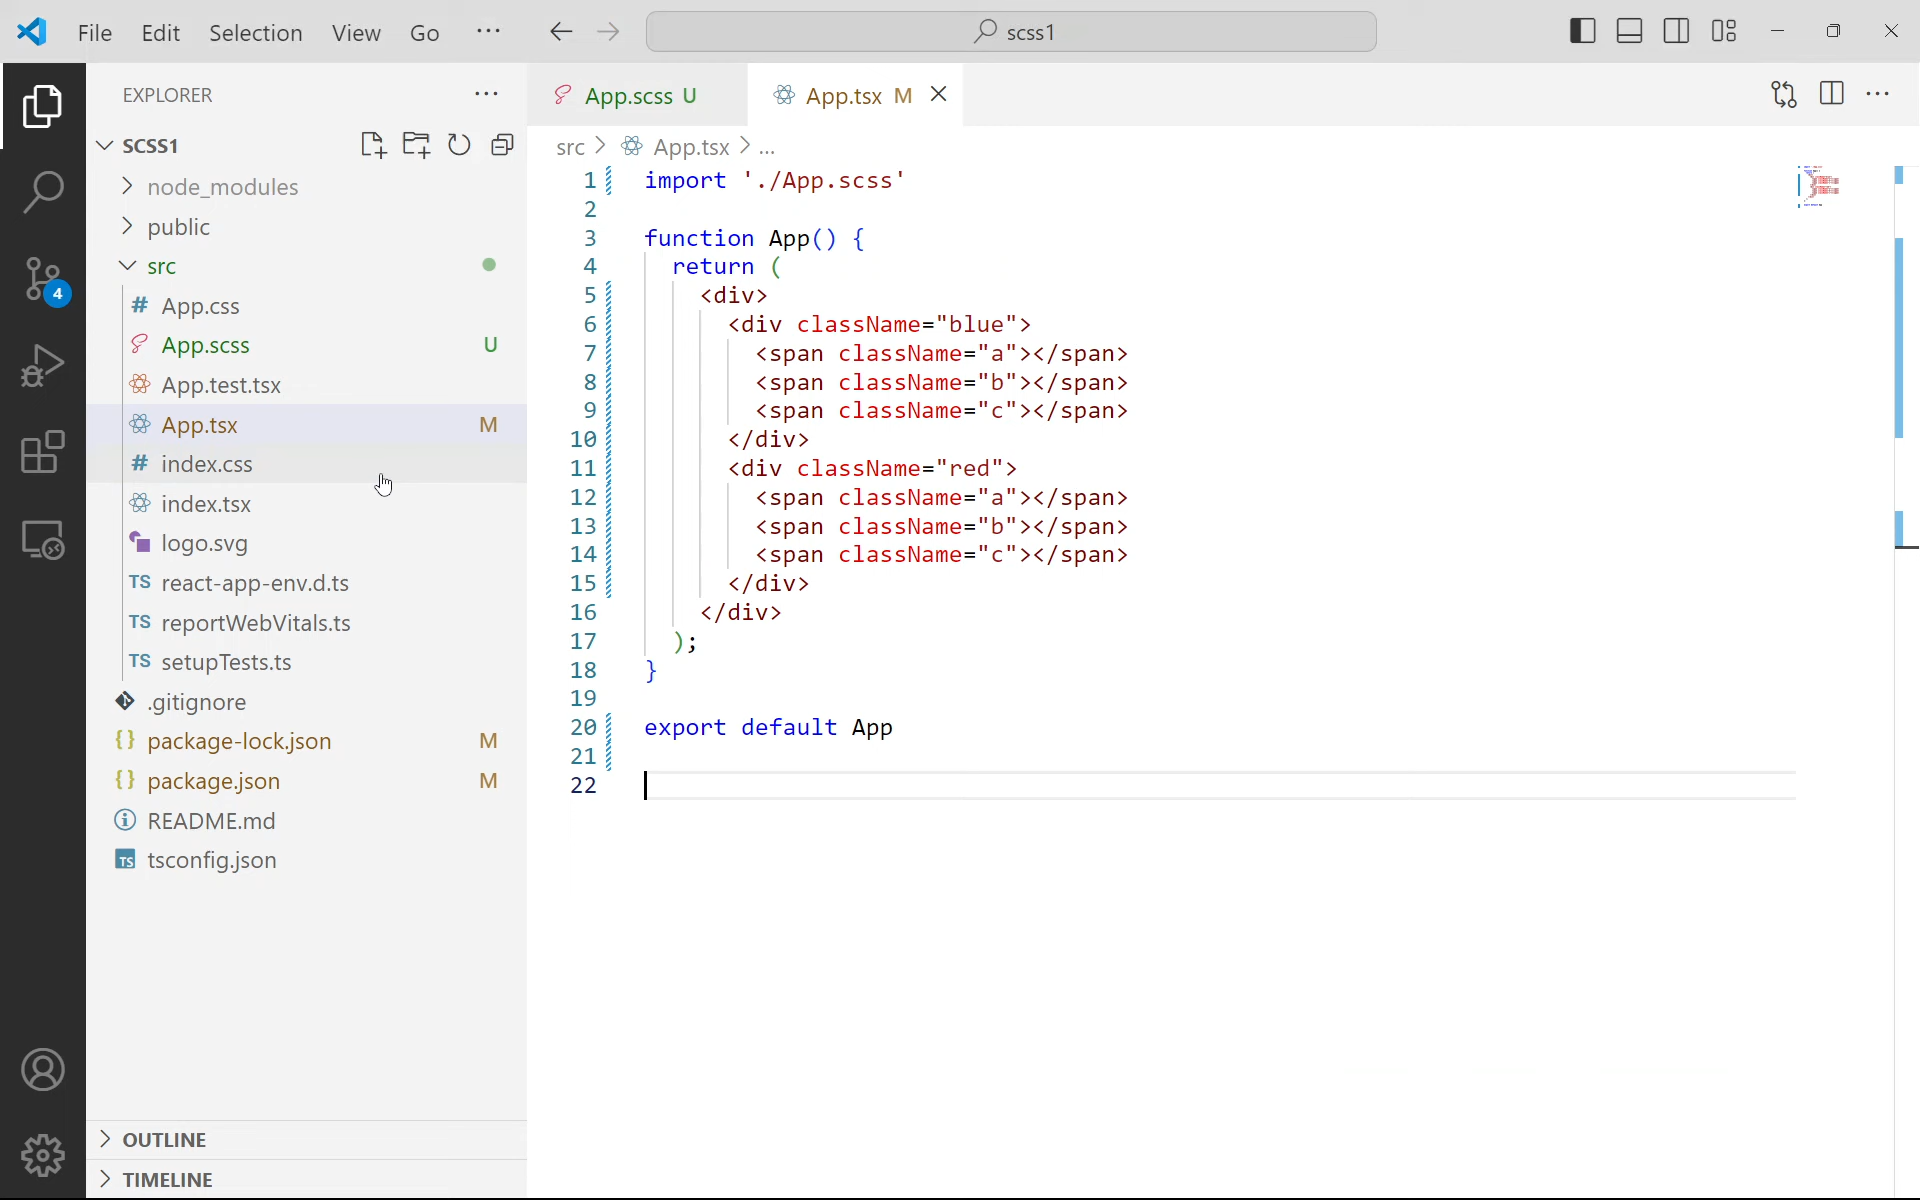 File Edit Selection View Go ··· scss1
EXPLORER ···
SCSS1
node_modules
public
src
# App.css
App.scss U
App.test.tsx
App.tsx M
# index.css
index.tsx
logo.svg
TS react-app-env.d.ts
TS reportWebVitals.ts
TS setupTests.ts
.gitignore
{} package-lock.json M
{} package.json M
README.md
TS tsconfig.json
OUTLINE
TIMELINE
4
App.scss U App.tsx M
src > App.tsx > ...
1 import './App.scss'
2
3 function App() {
4 return (
5 <div>
6 <div className="blue">
7 <span className="a"></span>
8 <span className="b"></span>
9 <span className="c"></span>
10 </div>
11 <div className="red">
12 <span className="a"></span>
13 <span className="b"></span>
14 <span className="c"></span>
15 </div>
16 </div>
17 );
18 }
19
20 export default App
21
22